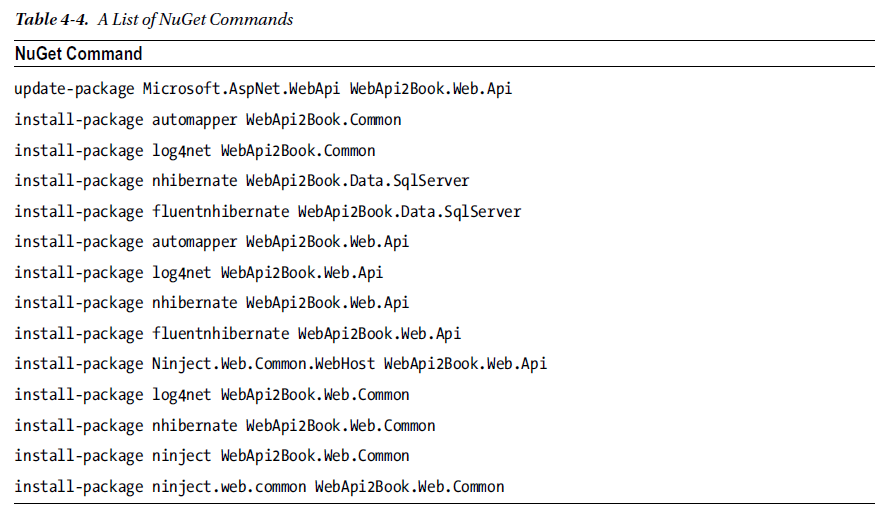 Table 4-4. A List of NuGet Commands
NuGet Command
update-package Microsoft.AspNet.WebApi WebApi2Book.Web.Api
install-package automapper WebApi2Book.Common
install-package log4net WebApi2Book.Common
install-package nhibernate WebApi2Book.Data.SqlServer
install-package fluentnhibernate WebApi2Book.Data.SqlServer
install-package automapper WebApi2Book.Web.Api
install-package log4net WebApi2Book.Web.Api
install-package nhibernate WebApi2Book.Web.Api
install-package fluentnhibernate WebApi2Book.Web.Api
install-package Ninject.Web.Common.WebHost WebApi2Book.Web.Api
install-package log4net WebApi2Book.Web.Common
install-package nhibernate WebApi2Book.Web.Common
install-package ninject WebApi2Book.Web.Common
install-package ninject.web.common WebApi2Book.Web.Common